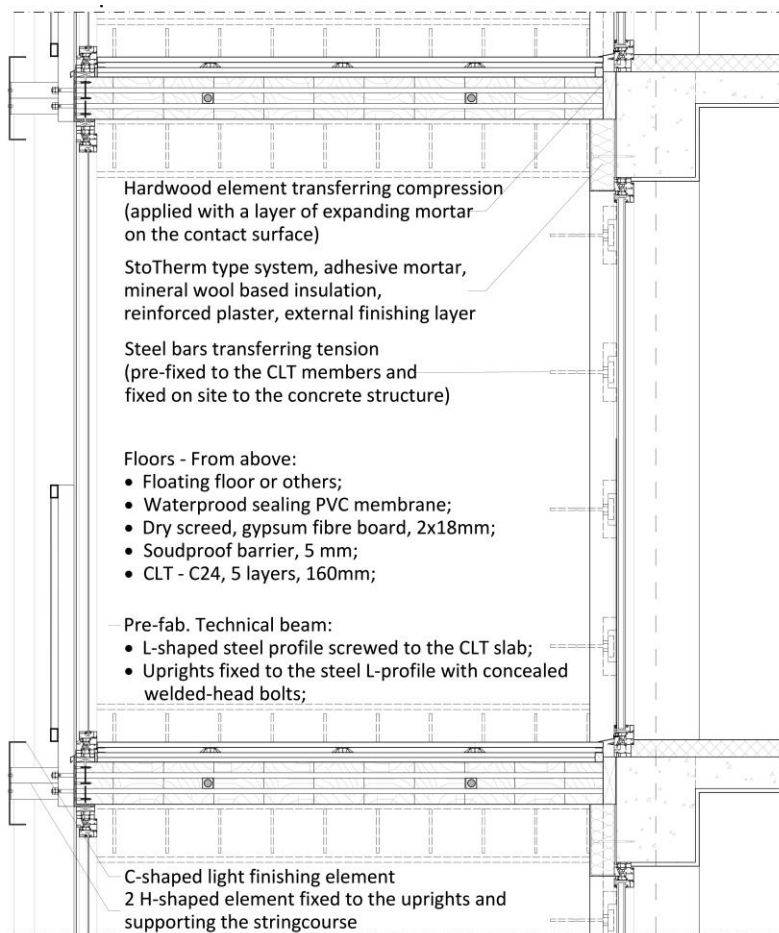 Hardwood element transferring compression
(applied with a layer of expanding mortar
on the contact surface)
StoTherm type system, adhesive mortar,
mineral wool based insulation,
reinforced plaster, external finishing layer
Steel bars transferring tension
(pre-fixed to the CLT members and
fixed on site to the concrete structure)
Floors - From above:
• Floating floor or others;
• Waterprood sealing PVC membrane;
• Dry screed, gypsum fibre board, 2x18mm;
• Soudproof barrier, 5 mm;
• CLT - C24, 5 layers, 160mm;
Pre-fab. Technical beam:
• L-shaped steel profile screwed to the CLT slab;
• Uprights fixed to the steel L-profile with concealed
welded-head bolts;
C-shaped light finishing element
2 H-shaped element fixed to the uprights and
supporting the stringcourse